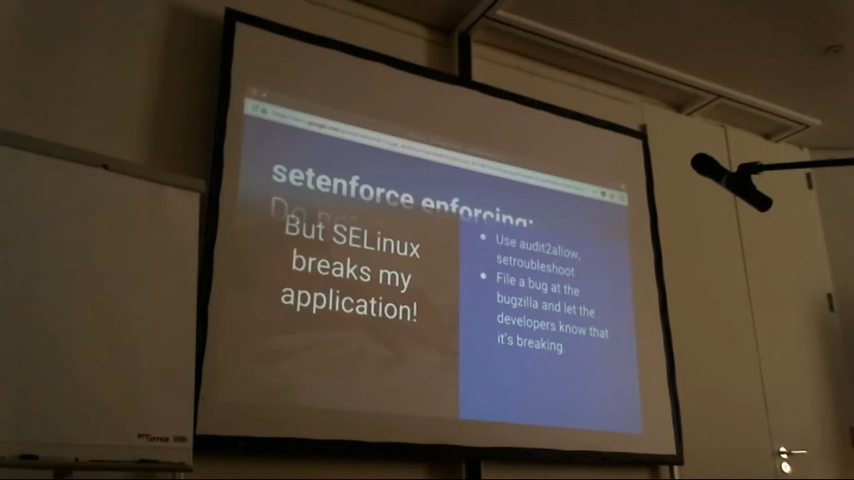 setenforce enforcing;
But SELinux
breaks my
application!
● Use audit2allow,
setroubleshoot
● File a bug at the
bugzilla and let the
developers know that
it's breaking.